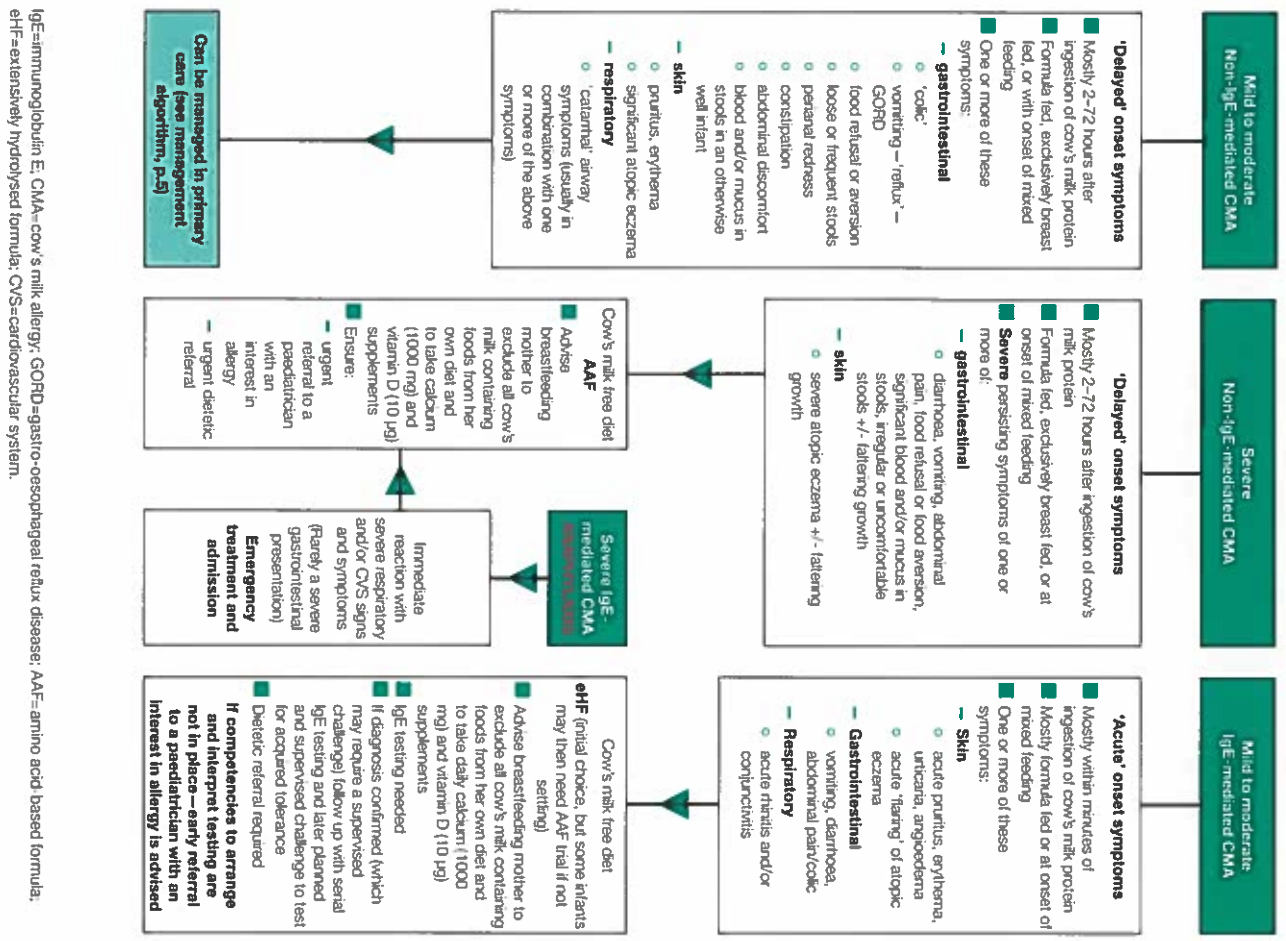 Mild to moderate
Non-IgE-mediated CMA
'Delayed' onset symptoms
Mostly 2–72 hours after
ingestion of cow's milk protein
Formula fed, exclusively breast
fed, or with onset of mixed
feeding
One or more of these
symptoms:
– gastrointestinal
'colic'
vomitting – 'reflux' –
GORD
food refusal or aversion
loose or frequent stools
perianal redness
constipation
abdominal discomfort
blood and/or mucus in
stools in an otherwise
well infant
– skin
pruritus, erythema
significant atopic eczema
– respiratory
'catarrhal' airway
symptoms (usually in
combination with one
or more of the above
symptoms)
Can be managed in primary
care (see management
algorithm, p.5)
Severe
Non-IgE-mediated CMA
'Delayed' onset symptoms
Mostly 2–72 hours after ingestion of cow's
milk protein
Formula fed, exclusively breast fed, or at
onset of mixed feeding
Severe persisting symptoms of one or
more of:
– gastrointestinal
diarrhoea, vomiting, abdominal
pain, food refusal or food aversion,
significant blood and/or mucus in
stools, irregular or uncomfortable
stools +/- faltering growth
– skin
severe atopic eczema +/- faltering
growth
Cow's milk free diet
AAF
Advise
breastfeeding
mother to
exclude all cow's
milk containing
foods from her
own diet and
to take calcium
(1000 mg) and
vitamin D (10 µg)
supplements
Ensure:
– urgent
referral to a
paediatrician
with an
interest in
allergy
– urgent dietetic
referral
Severe IgE-
mediated CMA
Immediate
reaction with
severe respiratory
and/or CVS signs
and symptoms
(Rarely a severe
gastrointestinal
presentation)
Emergency
treatment and
admission
Mild to moderate
IgE-mediated CMA
'Acute' onset symptoms
Mostly within minutes of
ingestion of cow's milk protein
Mostly formula fed or at onset of
mixed feeding
One or more of these
symptoms:
– Skin
acute pruritus, erythema,
urticaria, angioedema
acute 'flaring' of atopic
eczema
– Gastrointestinal
vomiting, diarrhoea,
abdominal pain/colic
– Respiratory
acute rhinitis and/or
conjunctivitis
Cow's milk free diet
eHF (initial choice, but some infants
may then need AAF trial if not
settling)
Advise breastfeeding mother to
exclude all cow's milk containing
foods from her own diet and
to take daily calcium (1000
mg) and vitamin D (10 µg)
supplements
IgE testing needed
If diagnosis confirmed (which
may require a supervised
challenge) follow up with serial
IgE testing and later planned
and supervised challenge to test
for acquired tolerance
Dietetic referral required
If competencies to arrange
and interpret testing are
not in place—early referral
to a paediatrician with an
interest in allergy is advised
IgE=immunoglobulin E; CMA=cow's milk allergy; GORD=gastro-oesophageal reflux disease; AAF=amino acid-based formula;
eHF=extensively hydrolysed formula; CVS=cardiovascular system.